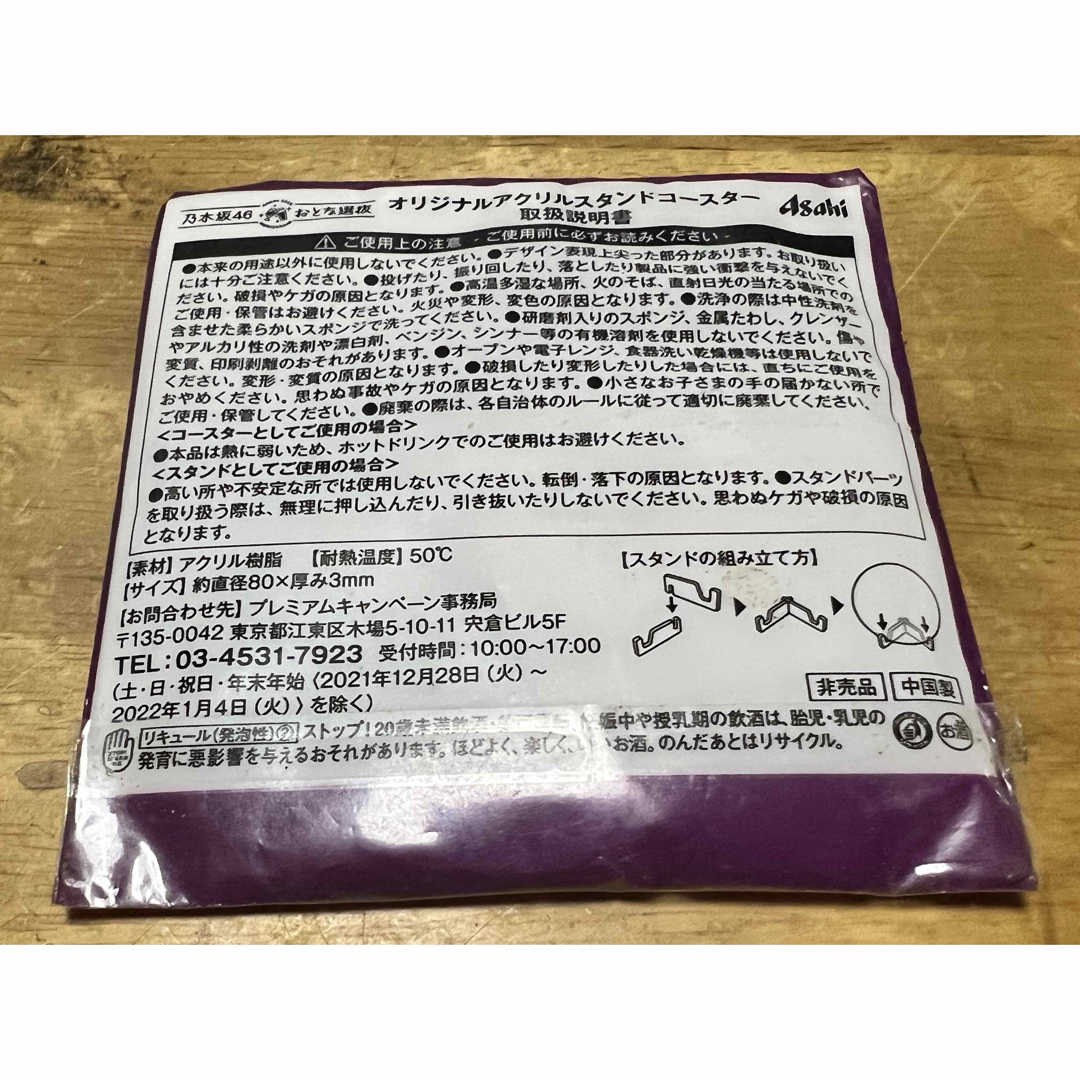 乃木坂46 おとな選抜 オリジナルアクリルスタンドコースター Asahi
取扱説明書
ご使用上の注意 - ご使用前に必ずお読みください -
●本来の用途以外に使用しないでください。●デザイン表現上尖った部分があります。お取り扱い
には十分ご注意ください。●投げたり、振り回したり、落としたり製品に強い衝撃を与えないでく
ださい。破損やケガの原因となります。●高温多湿な場所、火のそば、直射日光の当たる場所での
ご使用・保管はお避けください。火災や変形、変色の原因となります。●洗浄の際は中性洗剤を
含ませた柔らかいスポンジで洗ってください。●研磨剤入りのスポンジ、金属たわし、クレンザー
やアルカリ性の洗剤や漂白剤、ベンジン、シンナー等の有機溶剤を使用しないでください。傷や
変質、印刷剥離のおそれがあります。●オーブンや電子レンジ、食器洗い乾燥機等は使用しないで
ください。変形・変質の原因となります。●破損したり変形したりした場合には、直ちにご使用を
おやめください。思わぬ事故やケガの原因となります。●小さなお子さまの手の届かない所で
ご使用・保管してください。●廃棄の際は、各自治体のルールに従って適切に廃棄してください。
<コースターとしてご使用の場合>
●本品は熱に弱いため、ホットドリンクでのご使用はお避けください。
<スタンドとしてご使用の場合>
●高い所や不安定な所では使用しないでください。転倒・落下の原因となります。●スタンドパーツ
を取り扱う際は、無理に押し込んだり、引き抜いたりしないでください。思わぬケガや破損の原因
となります。
【素材】アクリル樹脂 【耐熱温度】50℃
【サイズ】約直径80×厚み3mm
【お問合わせ先】プレミアムキャンペーン事務局
〒135-0042 東京都江東区木場5-10-11 宍倉ビル5F
TEL:03-4531-7923 受付時間:10:00〜17:00
(土・日・祝日・年末年始〈2021年12月28日(火)〜
2022年1月4日(火)〉を除く)
【スタンドの組み立て方】
非売品 中国製
リキュール(発泡性)② ストップ!20歳未満飲酒・ 娠中や授乳期の飲酒は、胎児・乳児の
発育に悪影響を与えるおそれがあります。ほどよく、楽しく、いいお酒。のんだあとはリサイクル。
お酒